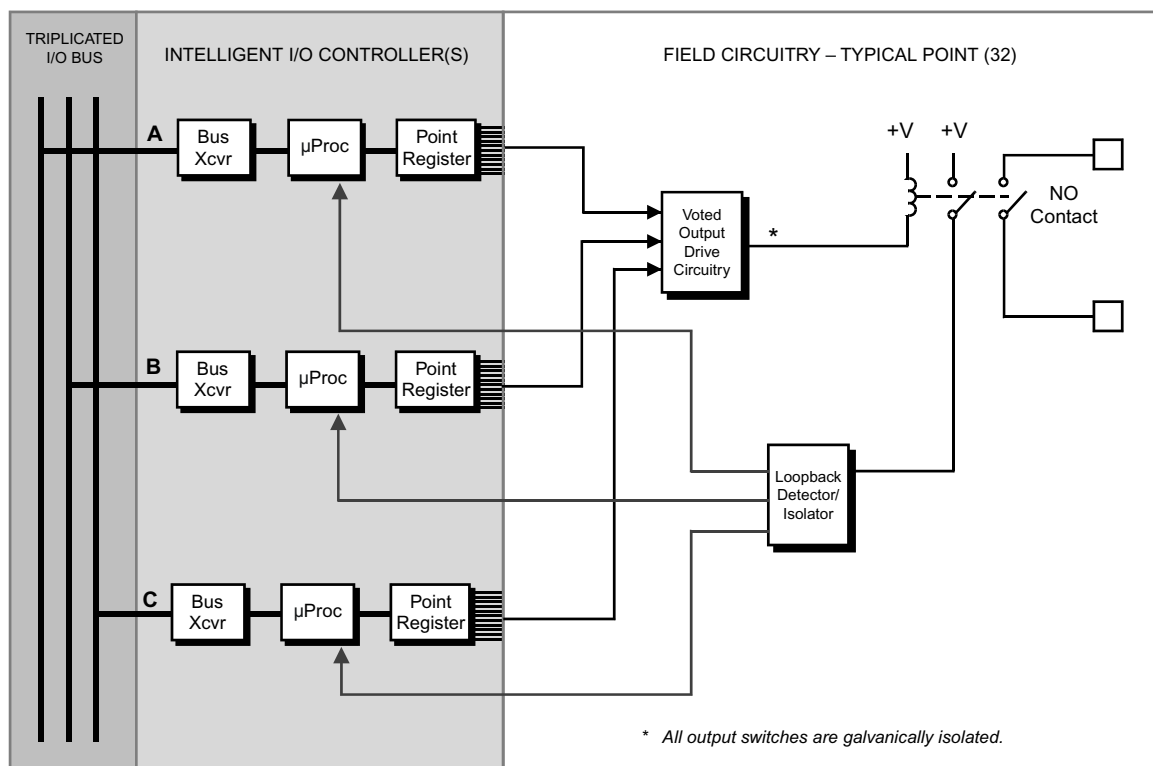 TRIPLICATED
I/O BUS
INTELLIGENT I/O CONTROLLER(S)
FIELD CIRCUITRY – TYPICAL POINT (32)
A
Bus
Xcvr
µProc
Point
Register
+V
+V
NO
Contact
Voted
Output
Drive
Circuitry
*
B
Bus
Xcvr
µProc
Point
Register
Loopback
Detector/
Isolator
C
Bus
Xcvr
µProc
Point
Register
* All output switches are galvanically isolated.